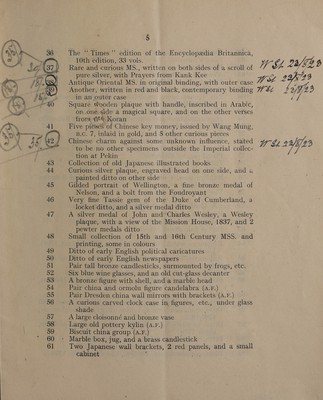 5
36 The "Times" edition of the Encyclopædia Britannica,
10th edition, 33 vols.
37 Rare and curious MS., written on both sides of a scroll of
pure silver, with Prayers from Kunk Kee
38 Antique Oriental MS. in original binding, with outer case
Another, written in red and black, contemporary binding
in an outer case
40 Square wooden plaque with handle, inscribed in Arabic,
on one side a magical square, and on the other verses
from the Koran
41 Five pieces of Chinese key money, issued by Wang Mung,
B.C. 7, inlaid in gold, and 8 other curious pieces
42 Chinese charm against some unknown influence, stated
to be no other specimens outside the Imperial collec-
tion at Pekin
43 Collection of old Japanese illustrated books
44 Curious silver plaque, engraved head on one side, and a
painted ditto on other side
45 Gilded portrait of Wellington, a fine bronze medal of
Nelson, and a bolt from the Foudroyant
46 Very fine Tassie gem of the Duke of Cumberland, a
locket ditto, and a silver medal ditto
47 A silver medal of John and Charles Wesley, a Wesley
plaque, with a view of the Mission House, 1837, and 2
pewter medals ditto
48 Small collection of 15th and 16th Century MSS. and
printing, some in colours
49 Ditto of early English political caricatures
50 Ditto of early English newspapers
51 Pair tall bronze candlesticks, surmounted by frogs, etc.
52 Six blue wine glasses, and an old cut-glass decanter
53 A bronze figure with shell, and a marble head
54 Pair china and ormolu figure candelabra (A.F.)
55 Pair Dresden china wall mirrors with brackets (A.F.)
56 A curious carved clock case in figures, etc., under glass
shade
57 A large cloisonné and bronze vase
58 Large old pottery kylin (A.F.)
59 Biscuit china group (A.F.)
60 Marble box, jug, and a brass candlestick
61 Two Japanese wall brackets, 2 red panels, and a small
cabinet